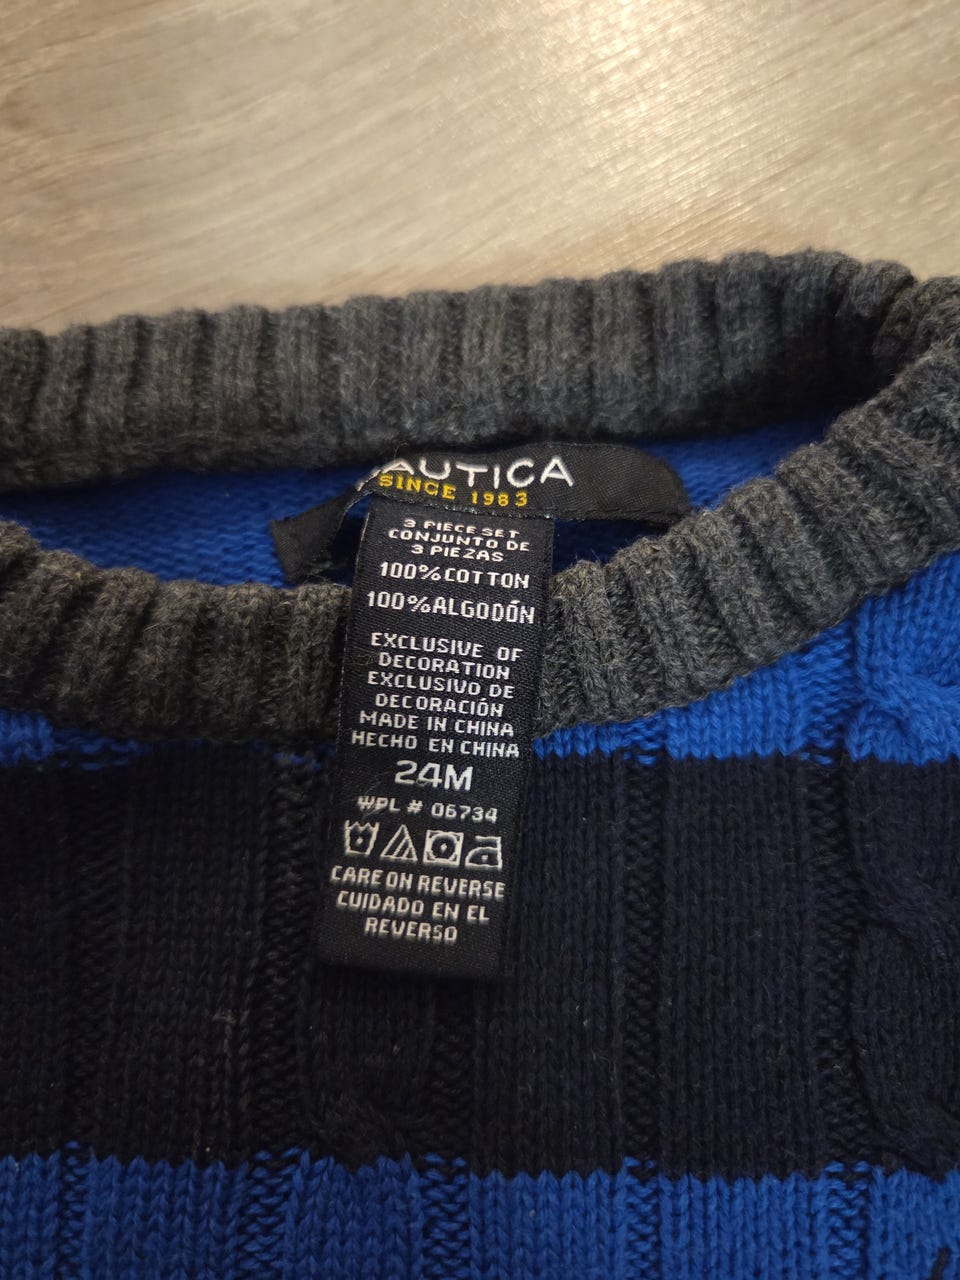 NAUTICA
SINCE 1983
3 PIECE SET
CONJUNTO DE
3 PIEZAS
100% COTTON
100% ALGODÓN
EXCLUSIVE OF
DECORATION
EXCLUSIVO DE
DECORACIÓN
MADE IN CHINA
HECHO EN CHINA
24M
WPL # 06734
CARE ON REVERSE
CUIDADO EN EL
REVERSO